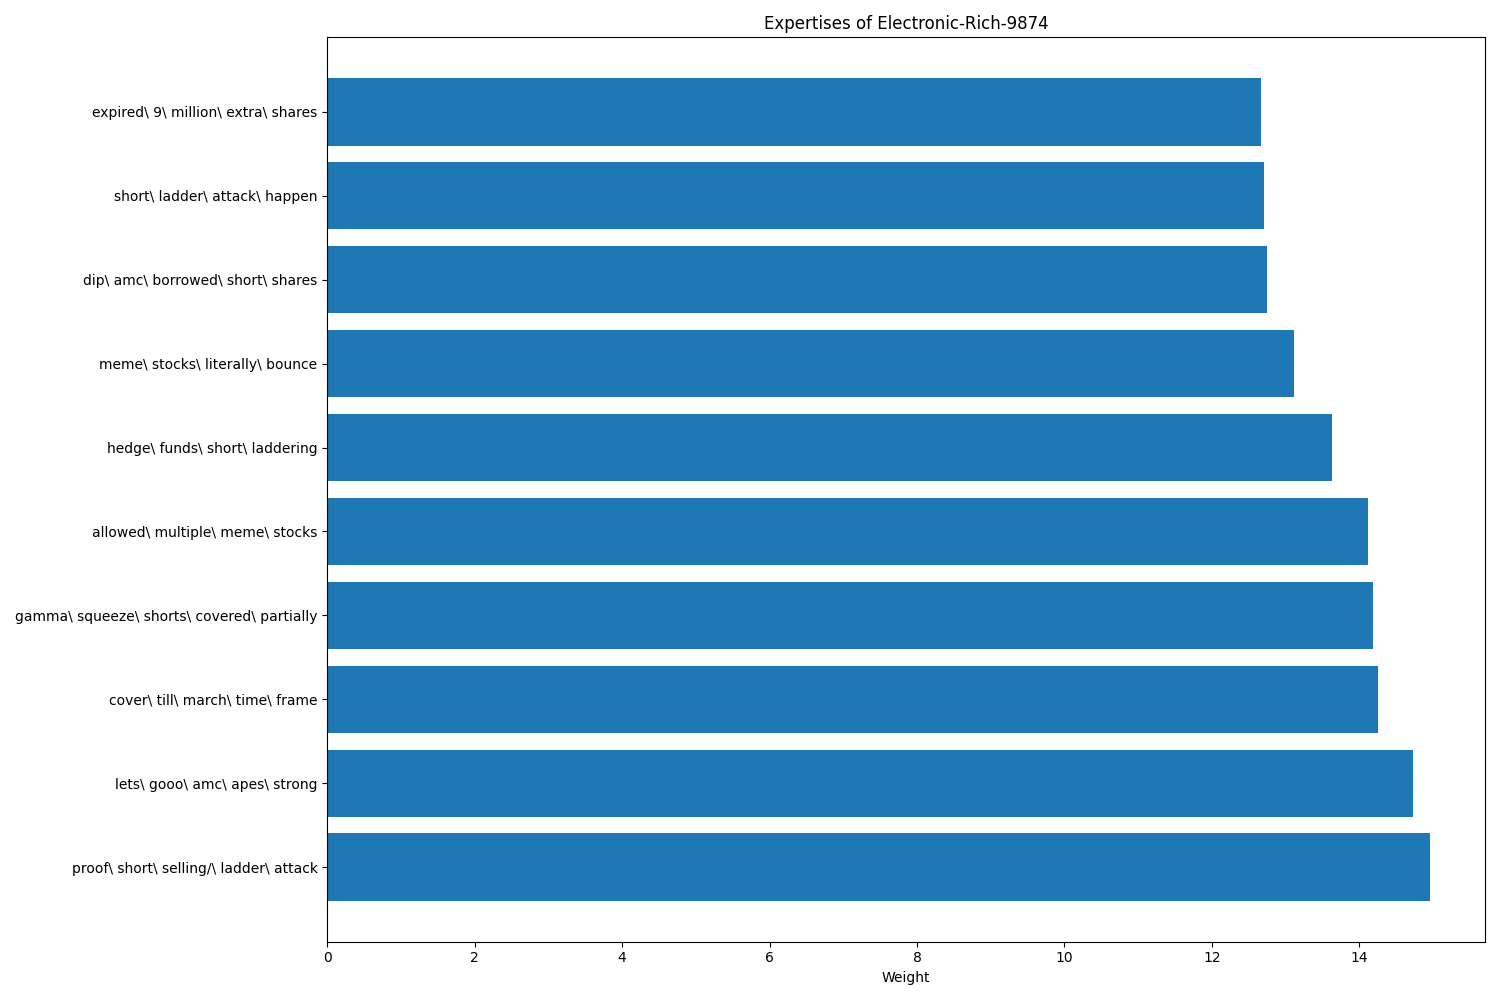 Expertises of Electronic-Rich-9874
expired\ 9\ million\ extra\ shares
short\ ladder\ attack\ happen
dip\ amc\ borrowed\ short\ shares
meme\ stocks\ literally\ bounce
hedge\ funds\ short\ laddering
allowed\ multiple\ meme\ stocks
gamma\ squeeze\ shorts\ covered\ partially
cover\ till\ march\ time\ frame
lets\ gooo\ amc\ apes\ strong
proof\ short\ selling/\ ladder\ attack
0 2 4 6 8 10 12 14
Weight